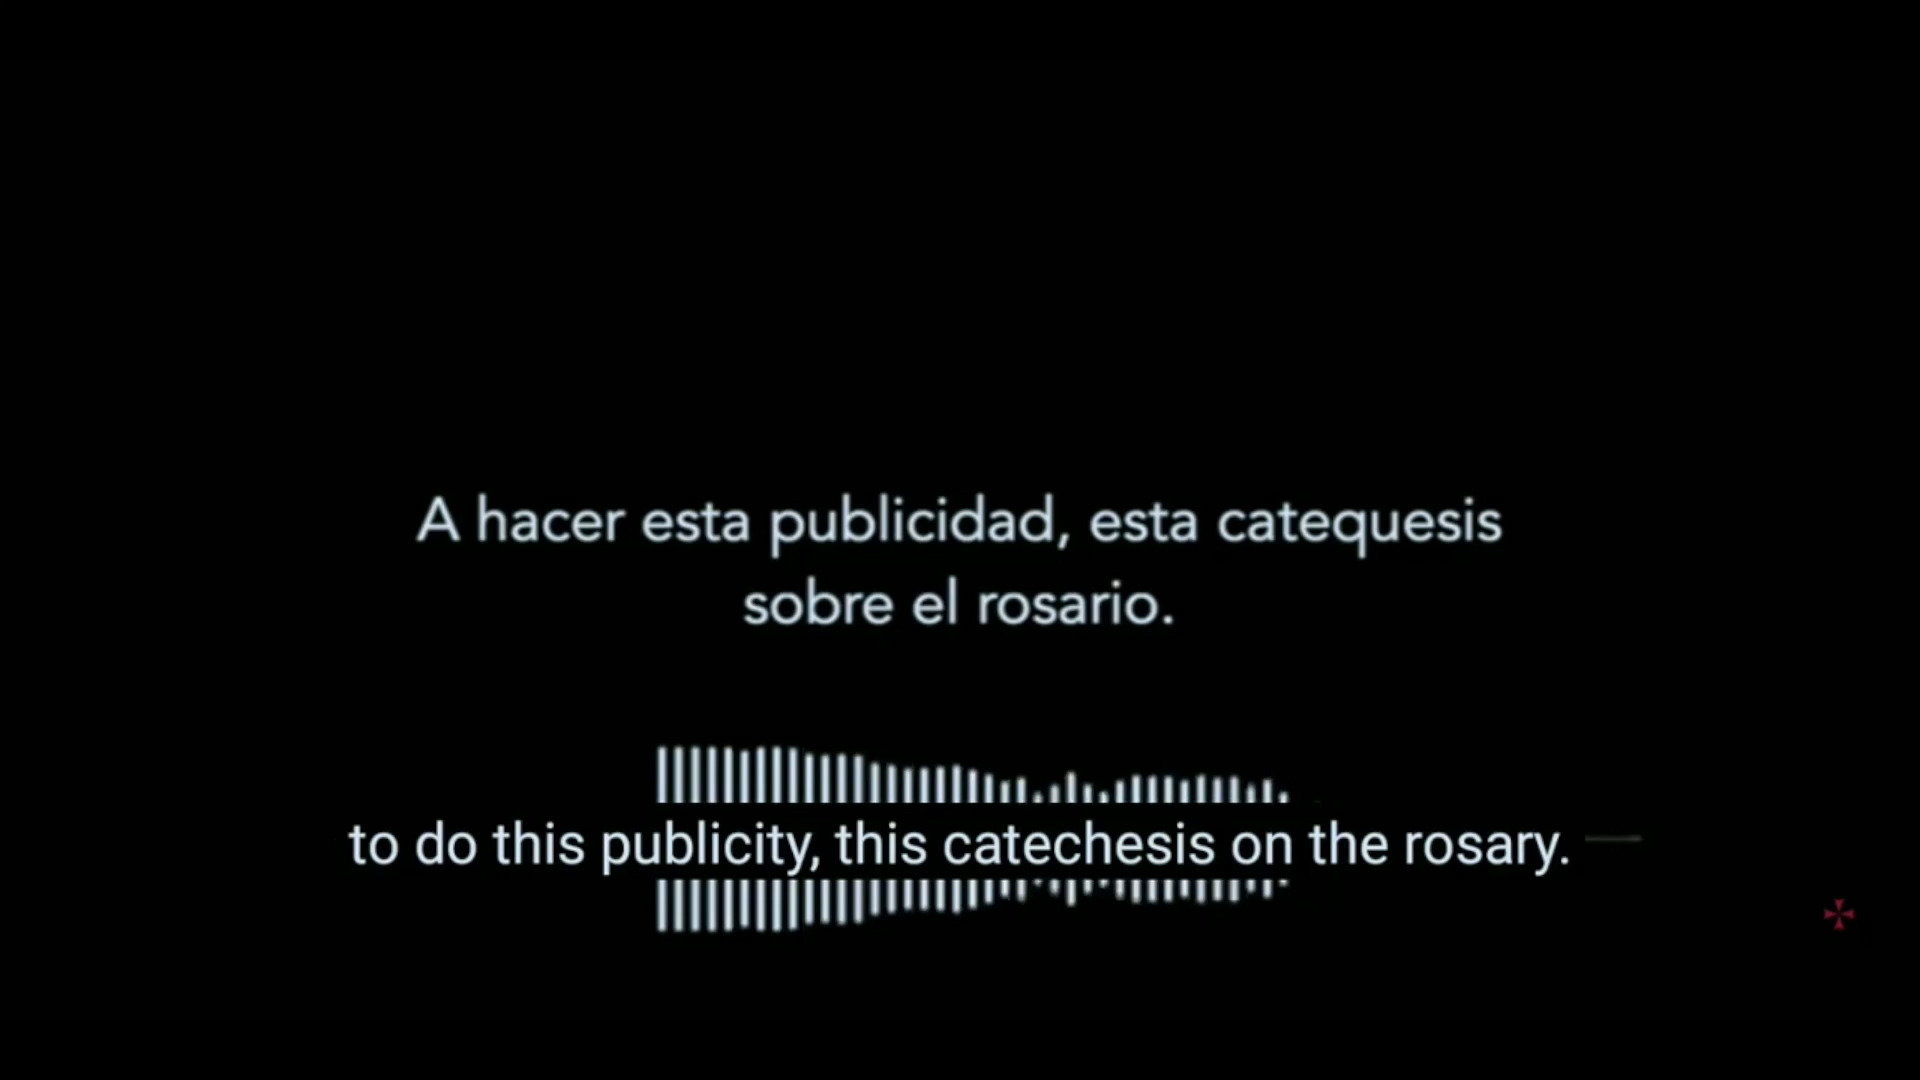 A hacer esta publicidad, esta catequesis
sobre el rosario.
to do this publicity, this catechesis on the rosary.